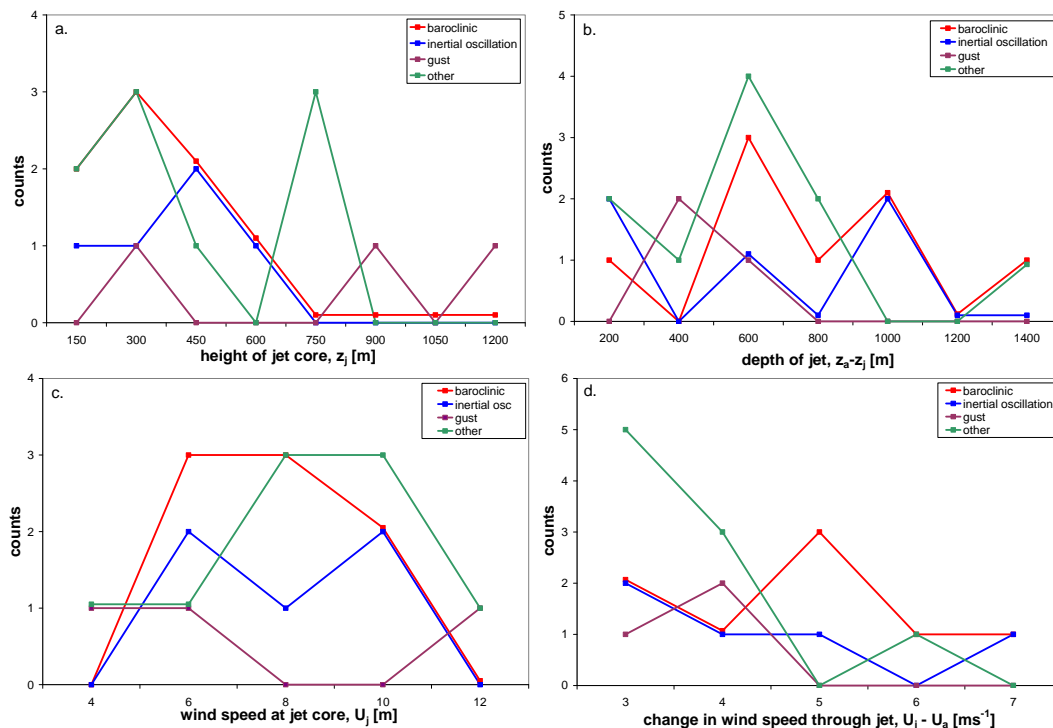 a.
baroclinic
inertial oscillation
gust
other
4
3
2
1
0
counts
150 300 450 600 750 900 1050 1200
height of jet core, zj [m]
b.
baroclinic
inertial oscillation
gust
other
5
4
3
2
1
0
counts
200 400 600 800 1000 1200 1400
depth of jet, za-zj [m]
c.
baroclinic
inertial osc
gust
other
4
3
2
1
0
counts
4 6 8 10 12
wind speed at jet core, Uj [m]
d.
baroclinic
inertial oscillation
gust
other
6
5
4
3
2
1
0
counts
3 4 5 6 7
change in wind speed through jet, Uj - Ua [ms-1]